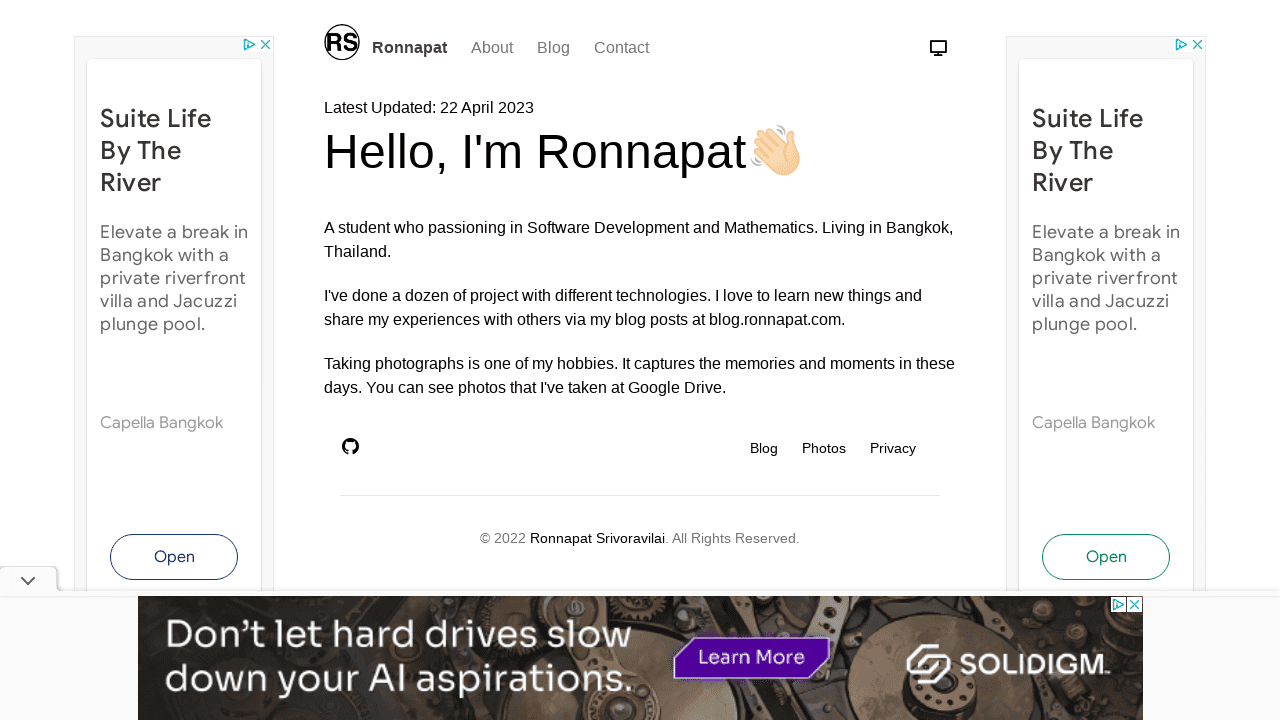 RS
Ronnapat
About
Blog
Contact
Latest Updated: 22 April 2023
Hello, I'm Ronnapat
A student who passioning in Software Development and Mathematics. Living in Bangkok,
Thailand.
I've done a dozen of project with different technologies. I love to learn new things and
share my experiences with others via my blog posts at blog.ronnapat.com.
Taking photographs is one of my hobbies. It captures the memories and moments in these
days. You can see photos that I've taken at Google Drive.
Blog
Photos
Privacy
© 2022 Ronnapat Srivoravilai. All Rights Reserved.
Suite Life
By The
River
Elevate a break in
Bangkok with a
private riverfront
villa and Jacuzzi
plunge pool.
Capella Bangkok
Open
Suite Life
By The
River
Elevate a break in
Bangkok with a
private riverfront
villa and Jacuzzi
plunge pool.
Capella Bangkok
Open
Don't let hard drives slow
down your AI aspirations.
Learn More
SOLIDIGM